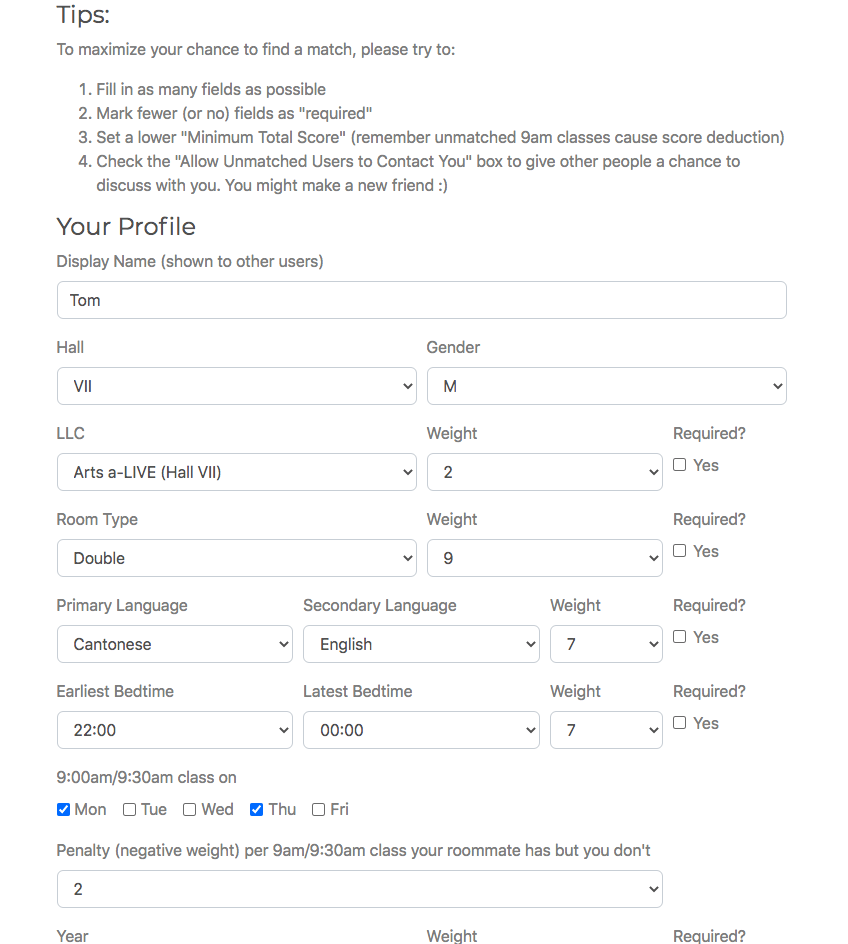 Tips:
To maximize your chance to find a match, please try to:
1. Fill in as many fields as possible
2. Mark fewer (or no) fields as "required"
3. Set a lower "Minimum Total Score" (remember unmatched 9am classes cause score deduction)
4. Check the "Allow Unmatched Users to Contact You" box to give other people a chance to
discuss with you. You might make a new friend :)
Your Profile
Display Name (shown to other users)
Tom
Hall Gender
VII M
LLC Weight Required?
Arts a-LIVE (Hall VII) 2 Yes
Room Type Weight Required?
Double 9 Yes
Primary Language Secondary Language Weight Required?
Cantonese English 7 Yes
Earliest Bedtime Latest Bedtime Weight Required?
22:00 00:00 7 Yes
9:00am/9:30am class on
Mon Tue Wed Thu Fri
Penalty (negative weight) per 9am/9:30am class your roommate has but you don't
2
Year Weight Required?